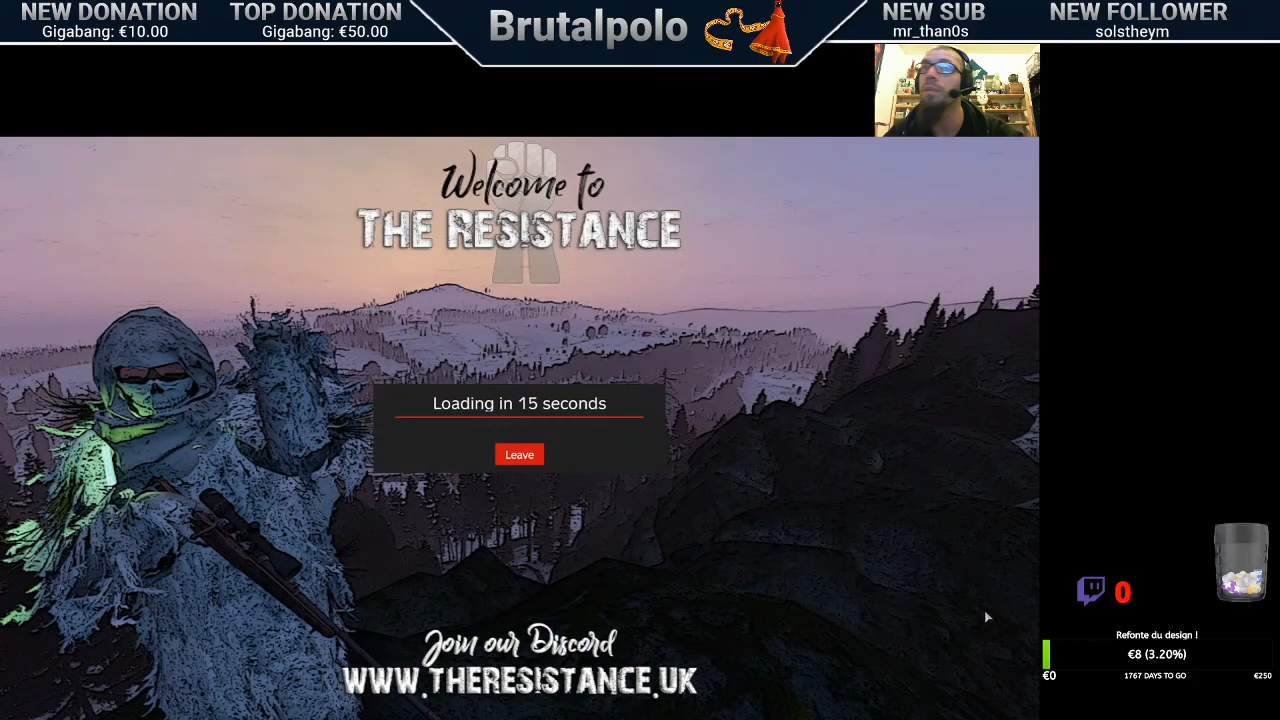 NEW DONATION
Gigabang: €10.00
TOP DONATION
Gigabang: €50.00
Brutalpolo
NEW SUB
mr_than0s
NEW FOLLOWER
solstheym
Welcome to
THE RESISTANCE
Loading in 15 seconds
Leave
Join our Discord
WWW.THERESISTANCE.UK
0
Refonte du design !
€8 (3.20%)
€0
1767 DAYS TO GO
€250